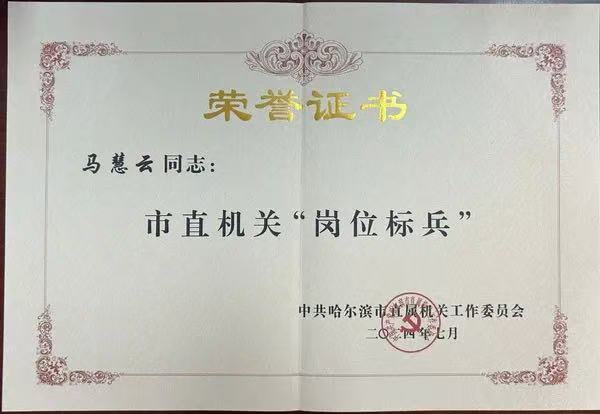 荣誉证书
马慧云同志：
市直机关“岗位标兵”
中共哈尔滨市直属机关工作委员会
二〇二四年七月